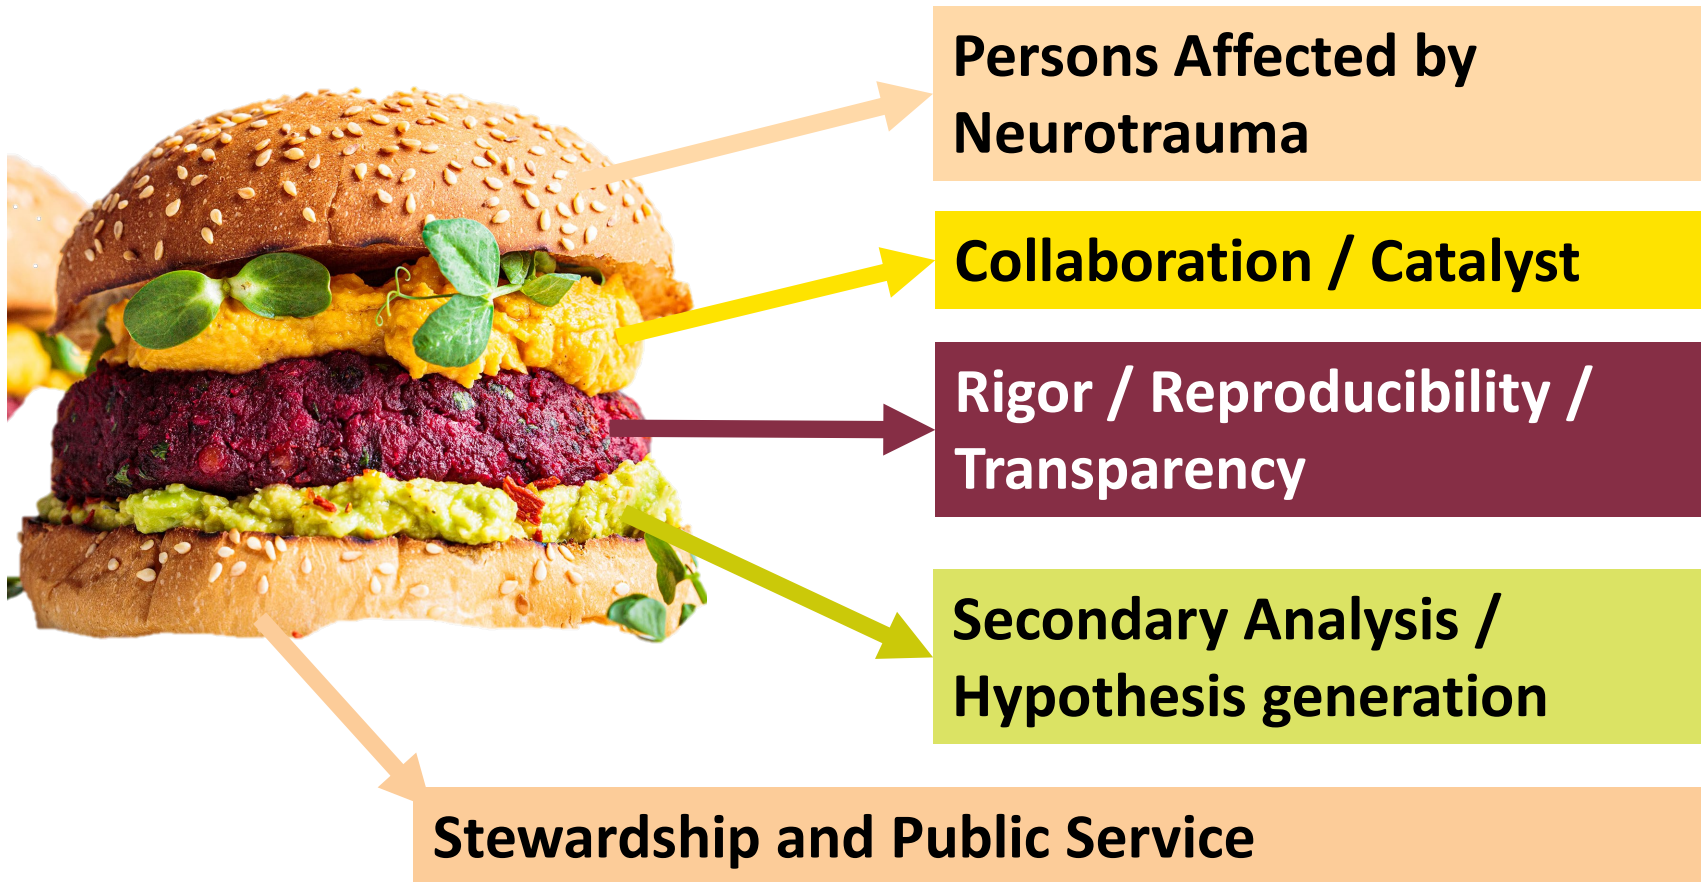 Persons Affected by
Neurotrauma
Collaboration / Catalyst
Rigor / Reproducibility /
Transparency
Secondary Analysis /
Hypothesis generation
Stewardship and Public Service